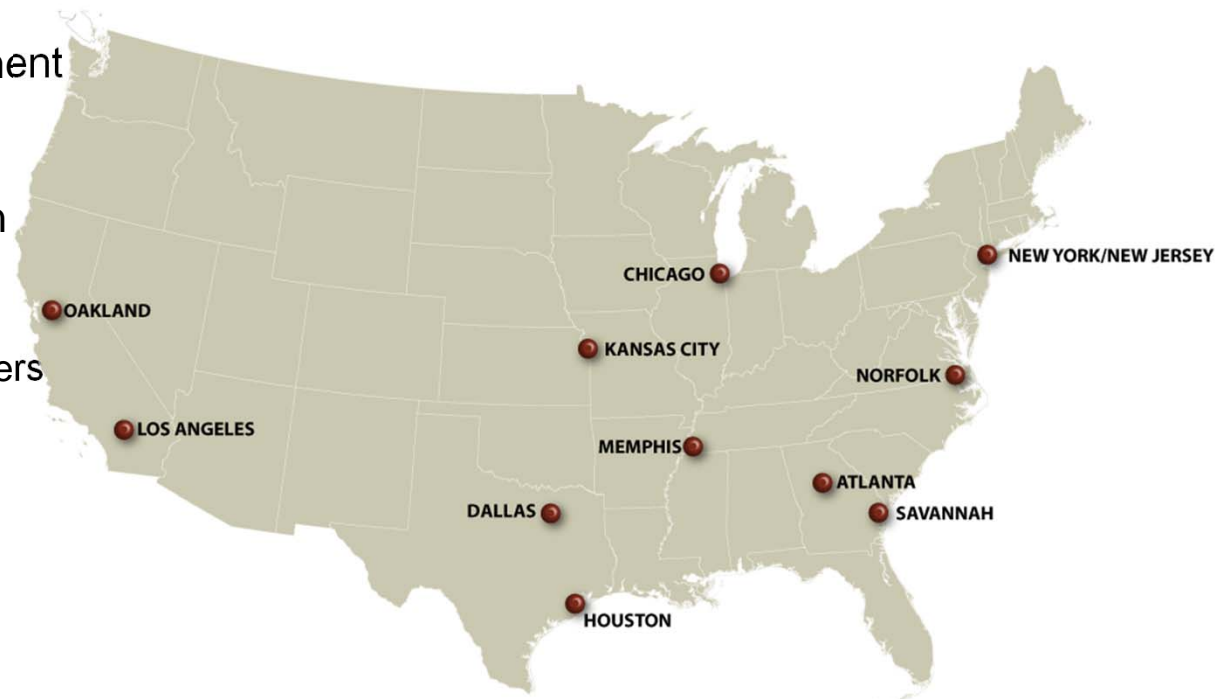 ent
NEW YORK/NEW JERSEY
CHICAGO
OAKLAND
KANSAS CITY
ers
NORFOLK
LOS ANGELES
MEMPHIS
ATLANTA
DALLAS
SAVANNAH
HOUSTON